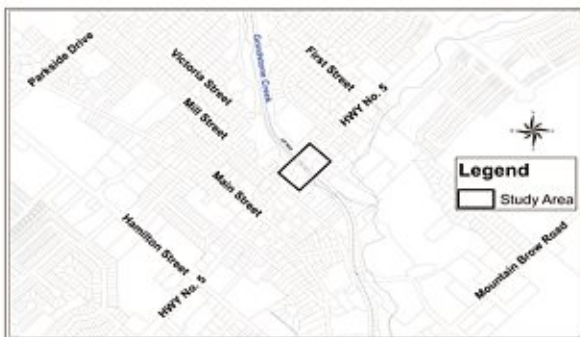 Parkside Drive
Victoria Street
Mill Street
Grindstone Creek
First Street
HWY No. 5
Main Street
Hamilton Street
HWY No. 5
Mountain Brow Road
Legend
Study Area